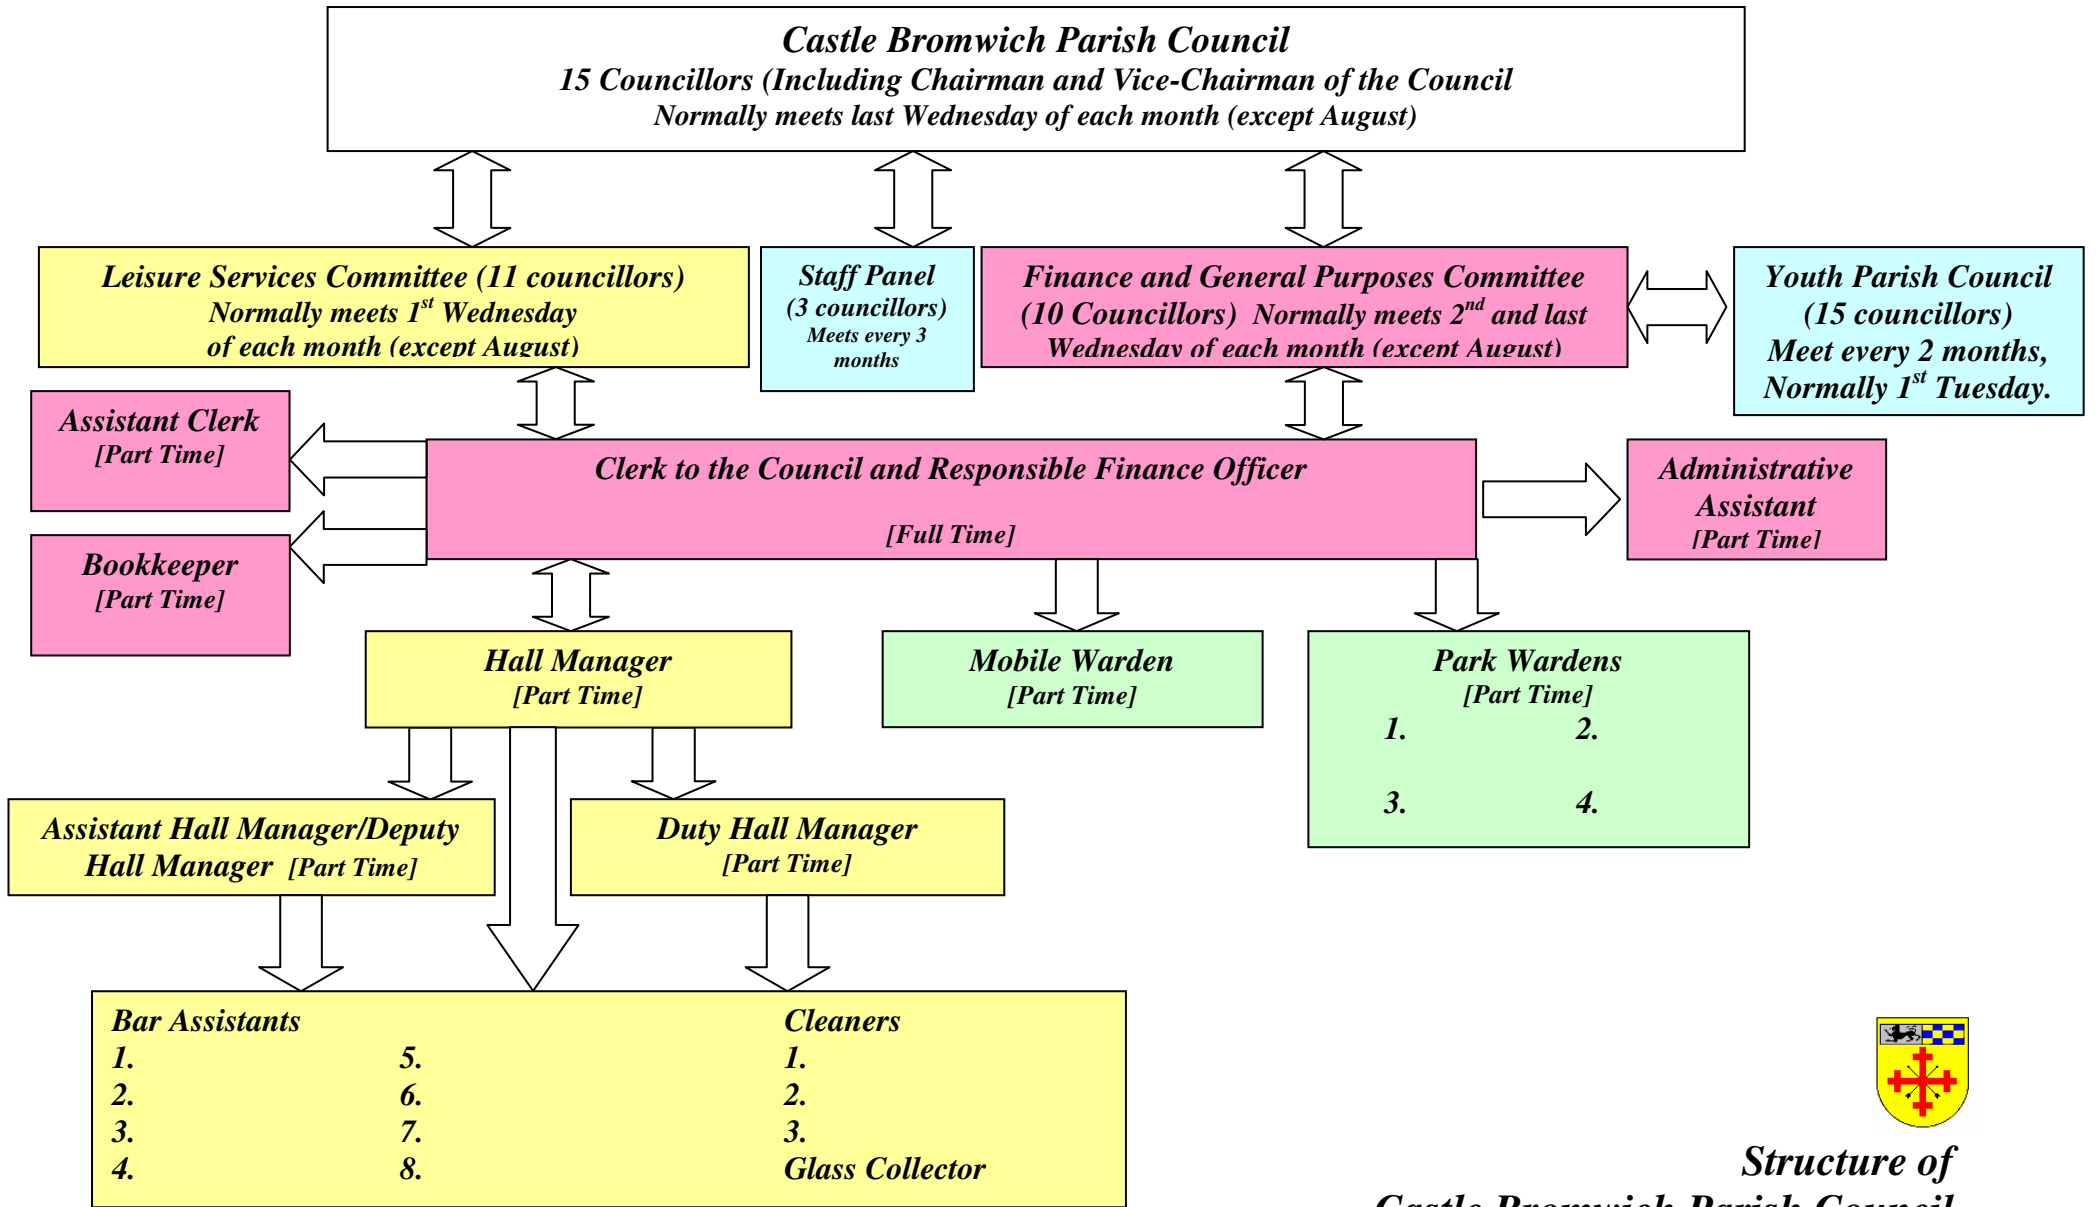 Castle Bromwich Parish Council
15 Councillors (Including Chairman and Vice-Chairman of the Council
Normally meets last Wednesday of each month (except August)
Leisure Services Committee (11 councillors)
Normally meets 1st Wednesday
of each month (except August)
Staff Panel
(3 councillors)
Meets every 3
months
Finance and General Purposes Committee
(10 Councillors) Normally meets 2nd and last
Wednesday of each month (except August)
Youth Parish Council
(15 councillors)
Meet every 2 months,
Normally 1st Tuesday.
Assistant Clerk
[Part Time]
Clerk to the Council and Responsible Finance Officer
[Full Time]
Administrative
Assistant
[Part Time]
Bookkeeper
[Part Time]
Hall Manager
[Part Time]
Mobile Warden
[Part Time]
Park Wardens
[Part Time]
1. 2.
3. 4.
Assistant Hall Manager/Deputy
Hall Manager [Part Time]
Duty Hall Manager
[Part Time]
Bar Assistants Cleaners
1. 5. 1.
2. 6. 2.
3. 7. 3.
4. 8. Glass Collector
Structure of
Castle Bromwich Parish Council